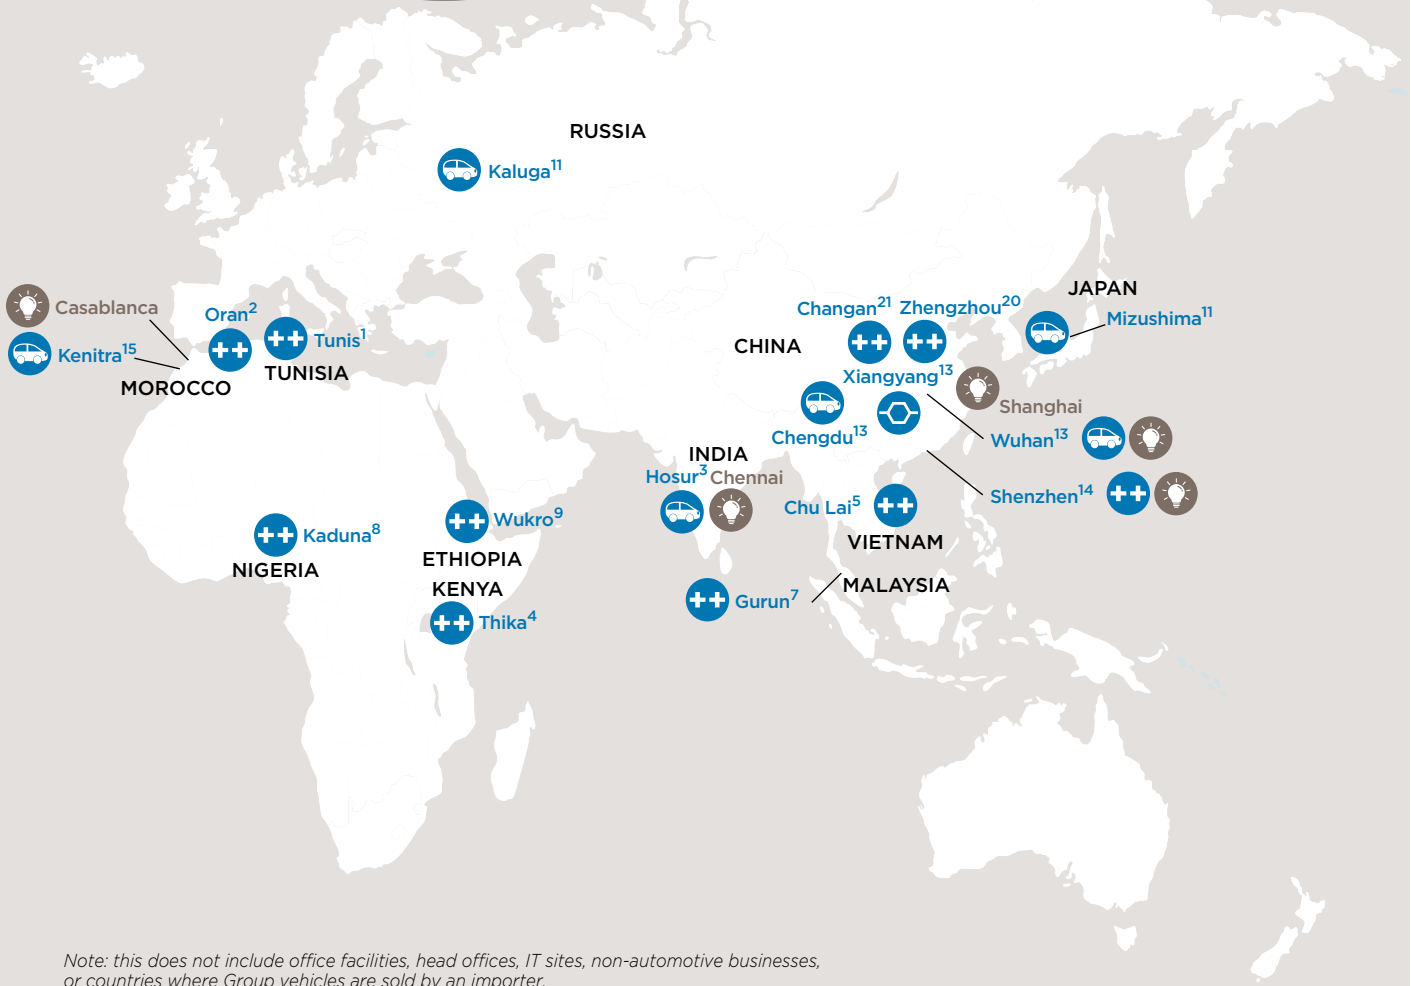 RUSSIA
Kaluga11
Casablanca
Oran2
Tunis1
Kenitra15
MOROCCO
TUNISIA
JAPAN
Changan21
Zhengzhou20
Mizushima11
CHINA
Xiangyang13
Shanghai
Chengdu13
Wuhan13
INDIA
Hosur3
Chennai
Shenzhen14
Chu Lai5
VIETNAM
Kaduna8
NIGERIA
Wukro9
ETHIOPIA
KENYA
Thika4
MALAYSIA
Gurun7
Note: this does not include office facilities, head offices, IT sites, non-automotive businesses,
or countries where Group vehicles are sold by an importer.